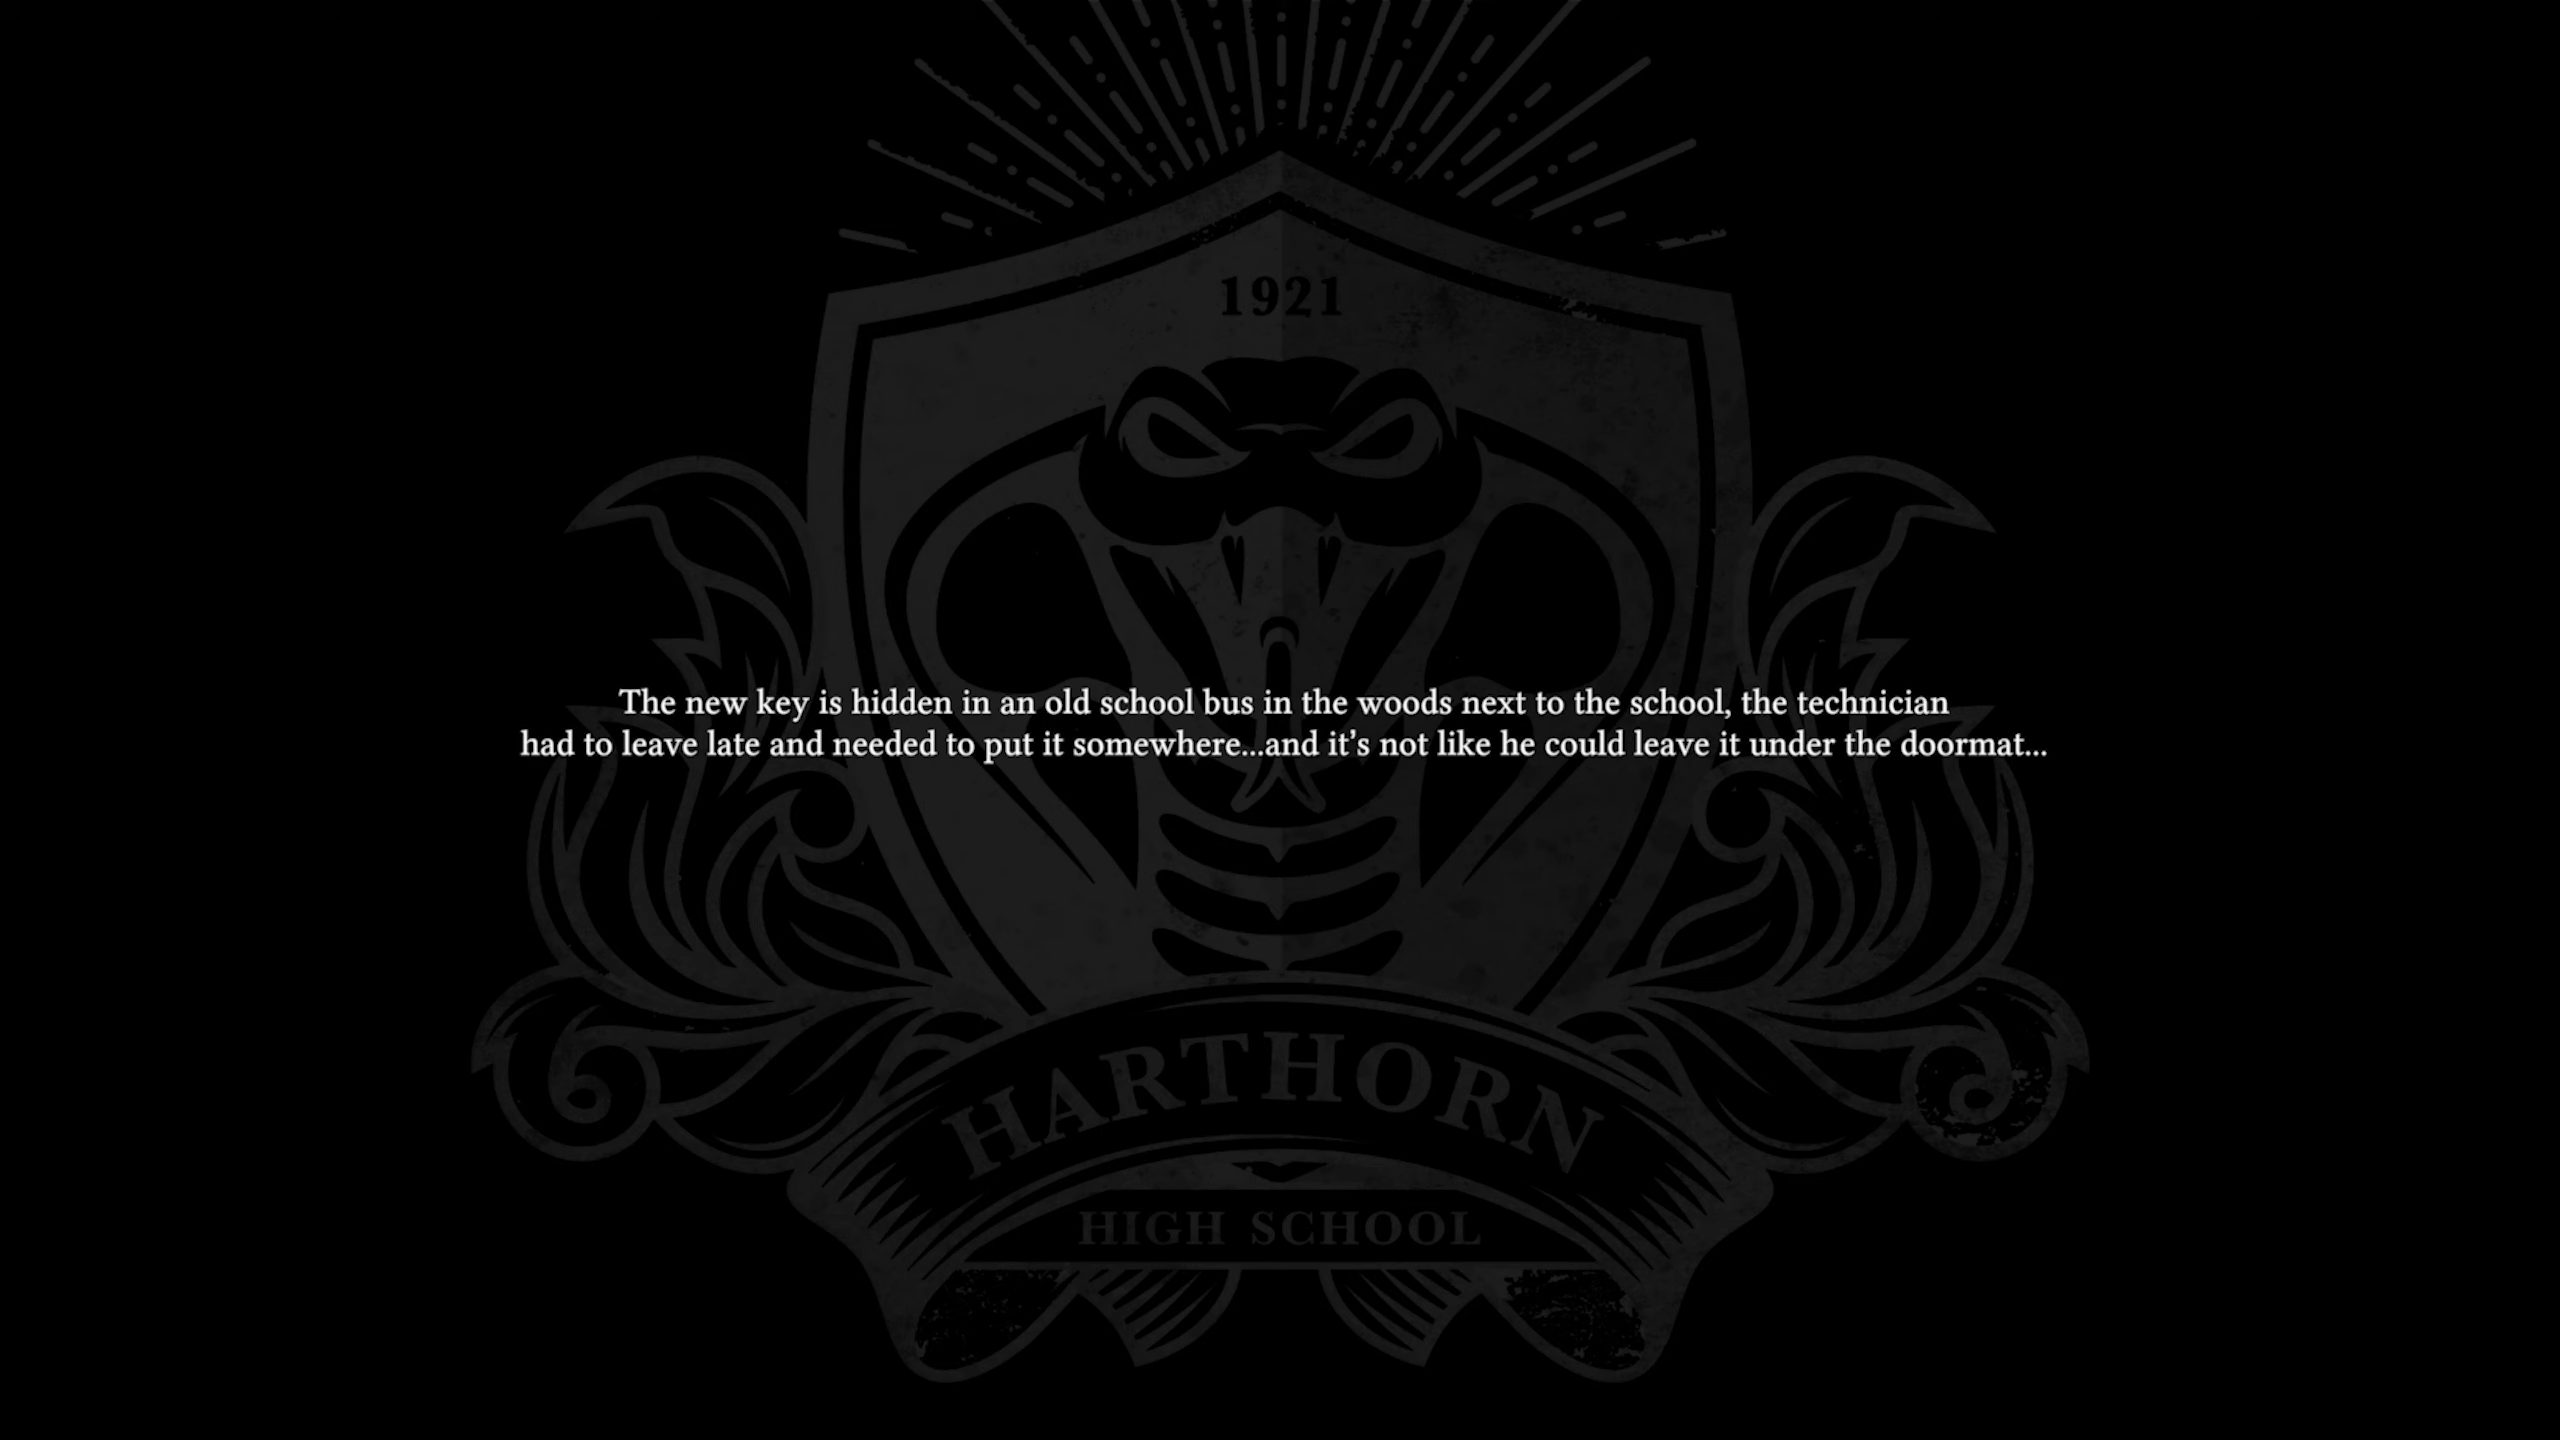 1921
The new key is hidden in an old school bus in the woods next to the school, the technician
had to leave late and needed to put it somewhere...and it's not like he could leave it under the doormat...
HARTHORN
HIGH SCHOOL